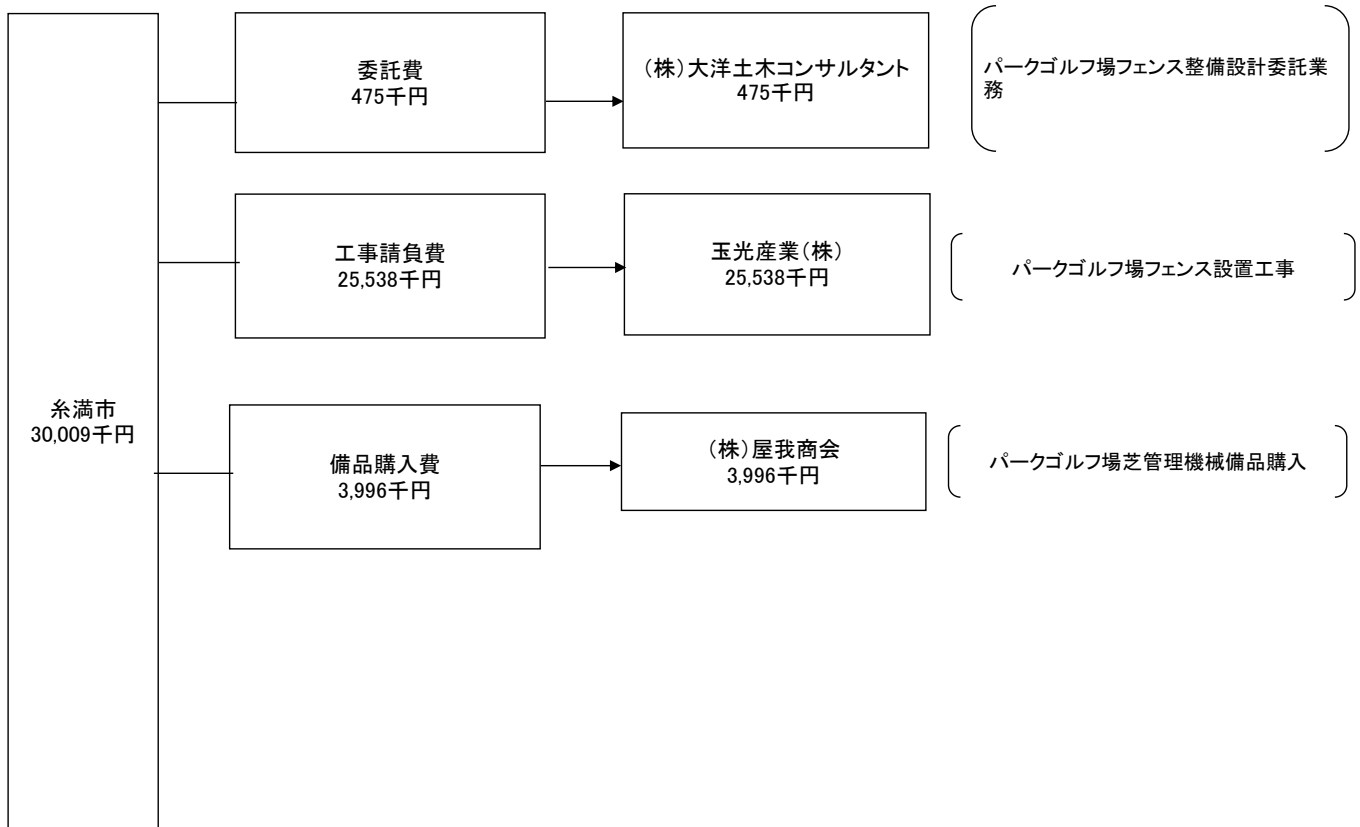 委託費
475千円
(株)大洋土木コンサルタント
475千円
パークゴルフ場フェンス整備設計委託業
務
工事請負費
25,538千円
玉光産業(株)
25,538千円
パークゴルフ場フェンス設置工事
糸満市
30,009千円
備品購入費
3,996千円
(株)屋我商会
3,996千円
パークゴルフ場芝管理機械備品購入